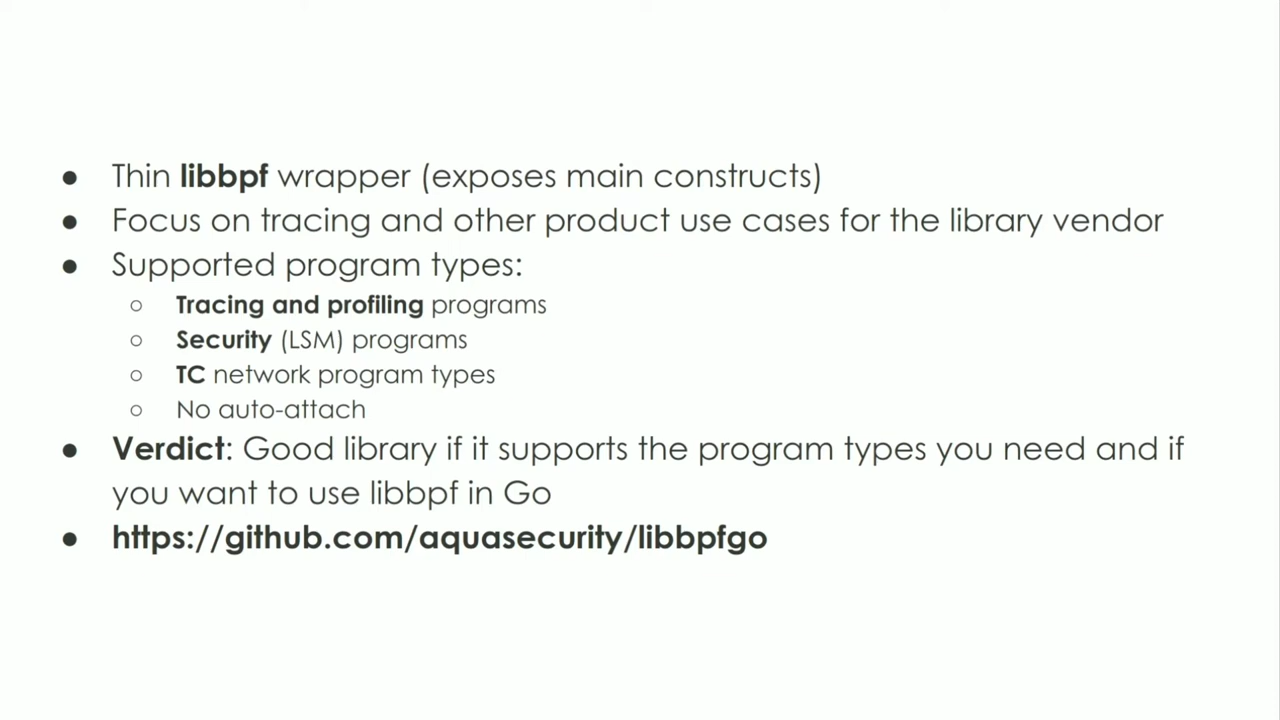 ● Thin libbpf wrapper (exposes main constructs)
● Focus on tracing and other product use cases for the library vendor
● Supported program types:
○ Tracing and profiling programs
○ Security (LSM) programs
○ TC network program types
○ No auto-attach
● Verdict: Good library if it supports the program types you need and if
you want to use libbpf in Go
● https://github.com/aquasecurity/libbpfgo